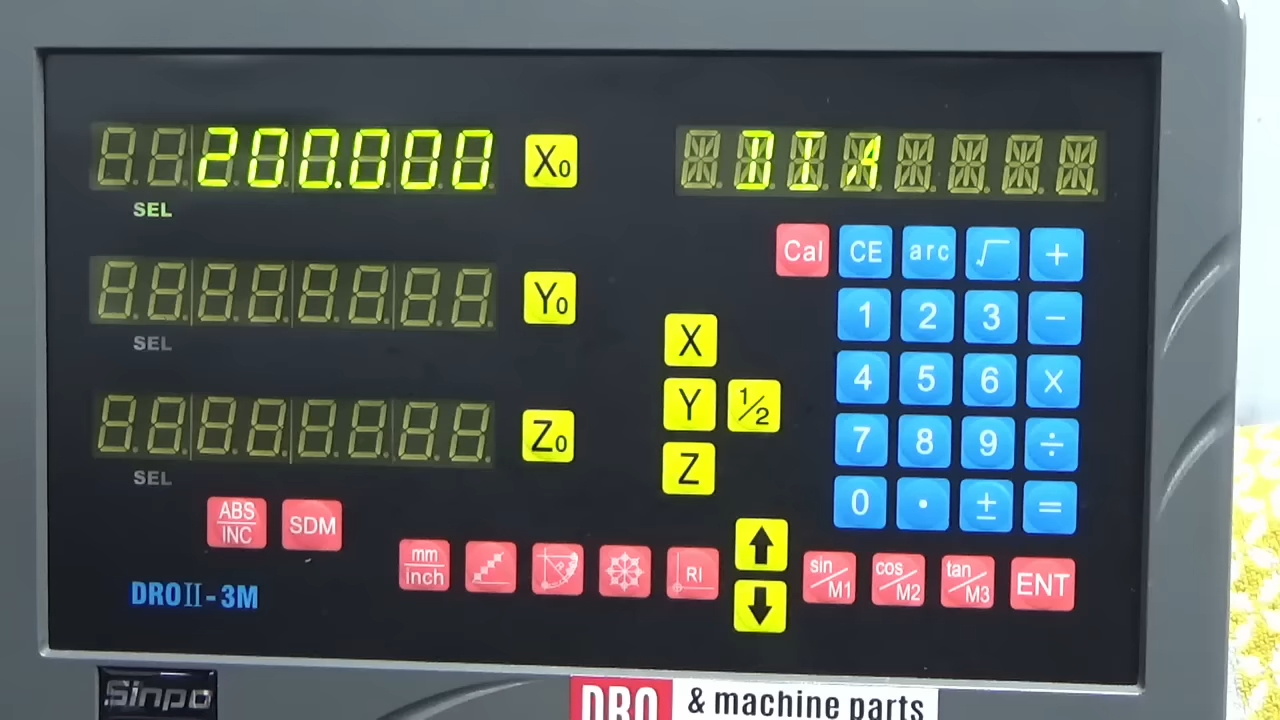 200.000 X0 DIA
SEL
Cal CE arc √ +
Y0 1 2 3 −
SEL
X
4 5 6 ×
Y ½
Z0 7 8 9 ÷
Z
SEL
0 . ± =
ABS
INC SDM
mm
inch R RI sin/M1 cos/M2 tan/M3 ENT
DROII-3M
Sinpo DRO & machine parts